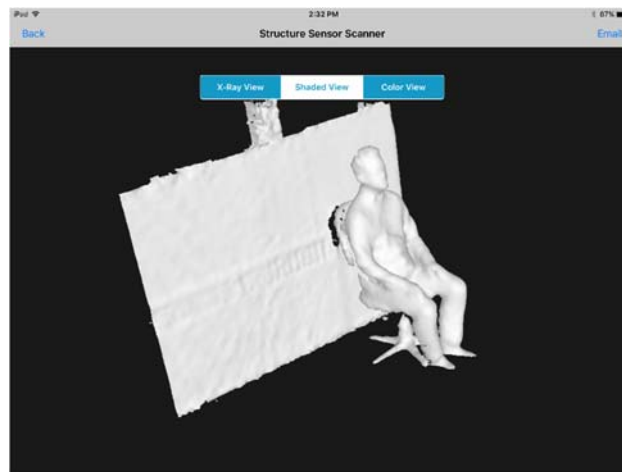 iPad 2:32 PM 87%
Back Structure Sensor Scanner Email
X-Ray View Shaded View Color View